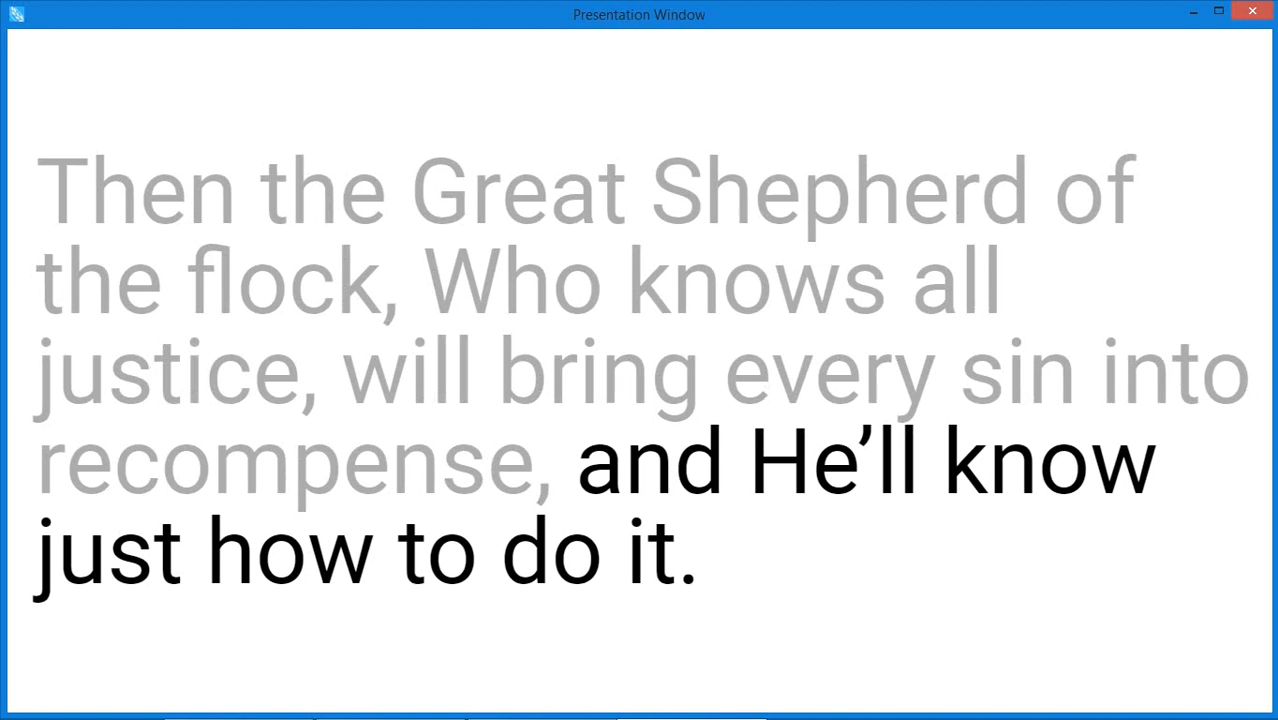 Presentation Window
Then the Great Shepherd of
the flock, Who knows all
justice, will bring every sin into
recompense, and He’ll know
just how to do it.